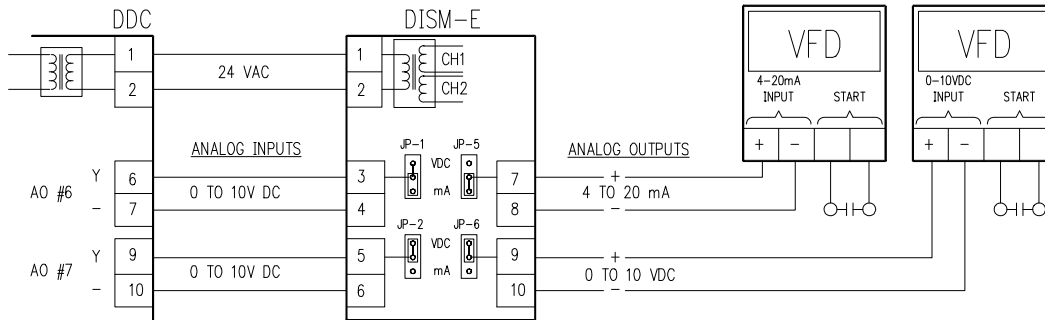 DDC
DISM-E
1
2
24 VAC
1
2
CH1
CH2
VFD
4-20mA
INPUT
START
+ -
VFD
0-10VDC
INPUT
START
+ -
ANALOG INPUTS
ANALOG OUTPUTS
AO #6
Y
-
6
7
0 TO 10V DC
3
4
JP-1
VDC
mA
JP-5
7
8
+
4 TO 20 mA
-
AO #7
Y
-
9
10
0 TO 10V DC
5
6
JP-2
VDC
mA
JP-6
9
10
+
0 TO 10 VDC
-